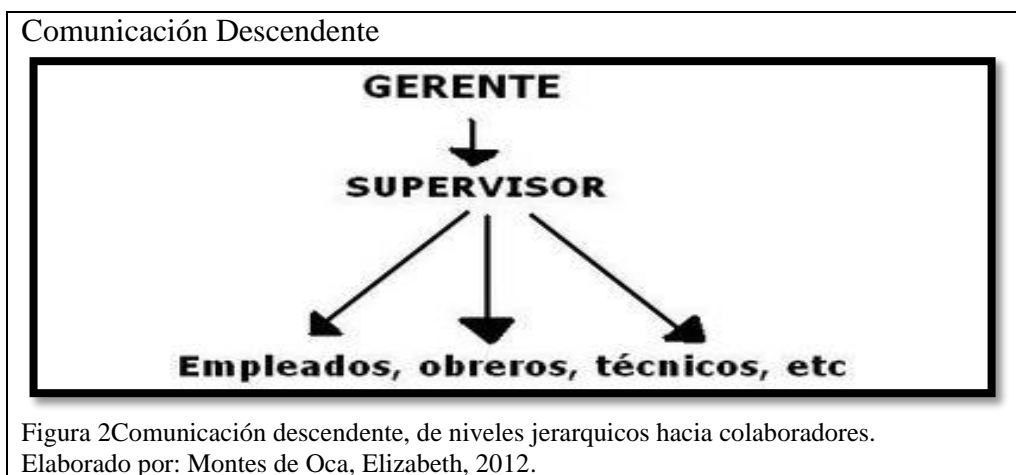 Comunicación Descendente
GERENTE
SUPERVISOR
Empleados, obreros, técnicos, etc
Figura 2Comunicación descendente, de niveles jerarquicos hacia colaboradores.
Elaborado por: Montes de Oca, Elizabeth, 2012.